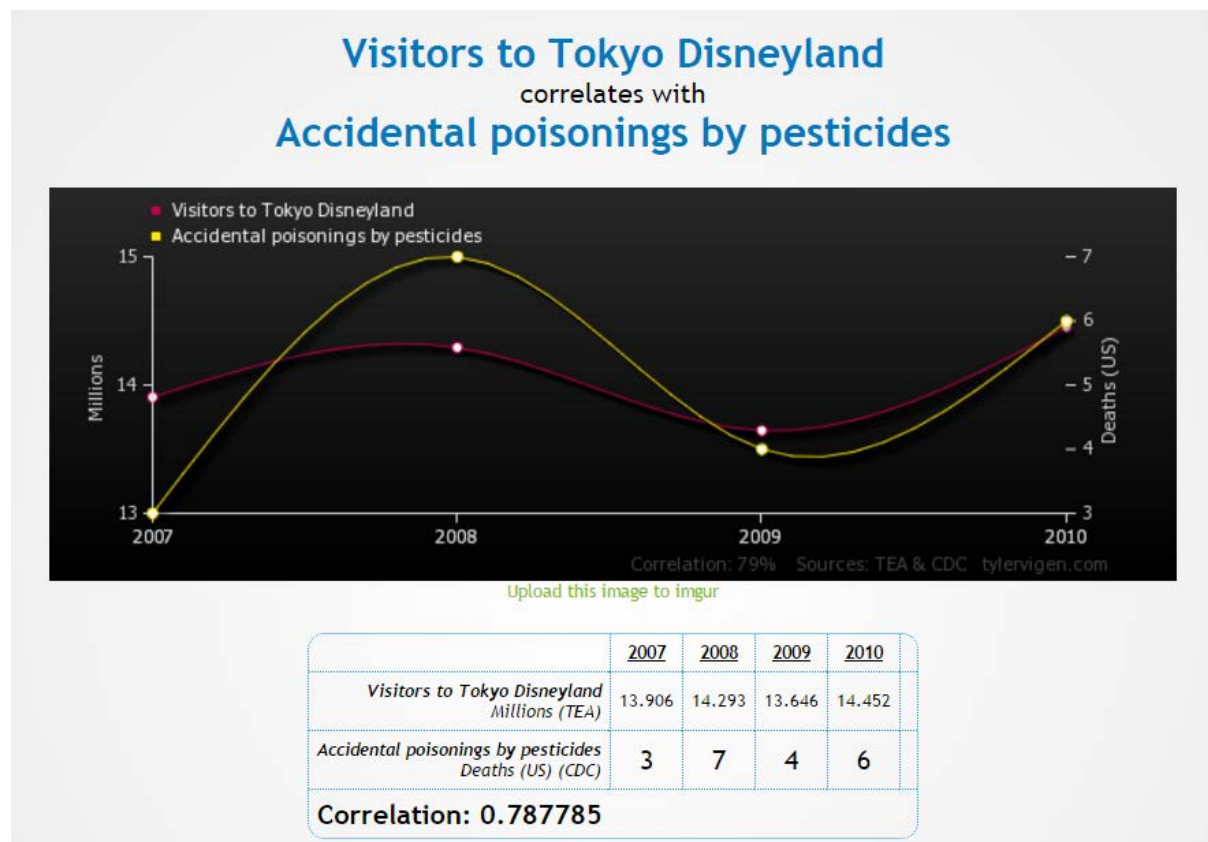 Visitors to Tokyo Disneyland
correlates with
Accidental poisonings by pesticides
Visitors to Tokyo Disneyland
Accidental poisonings by pesticides
15
14
13
Millions
7
6
5
4
3
Deaths (US)
2007 2008 2009 2010
Correlation: 79% Sources: TEA & CDC tylervigen.com
Upload this image to imgur
2007 2008 2009 2010
Visitors to Tokyo Disneyland
Millions (TEA)
13.906 14.293 13.646 14.452
Accidental poisonings by pesticides
Deaths (US) (CDC)
3 7 4 6
Correlation: 0.787785